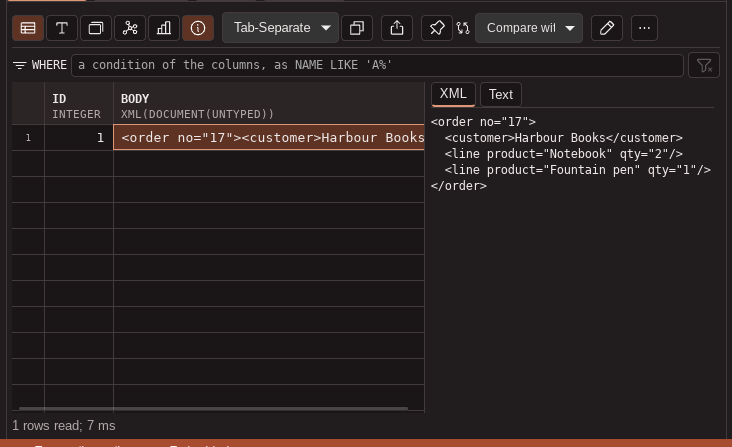 Tab-Separate
Compare wit
WHERE a condition of the columns, as NAME LIKE 'A%'
ID BODY
INTEGER XML(DOCUMENT(UNTYPED))
1 1 <order no="17"><customer>Harbour Books
XML Text
<order no="17">
<customer>Harbour Books</customer>
<line product="Notebook" qty="2"/>
<line product="Fountain pen" qty="1"/>
</order>
1 rows read; 7 ms